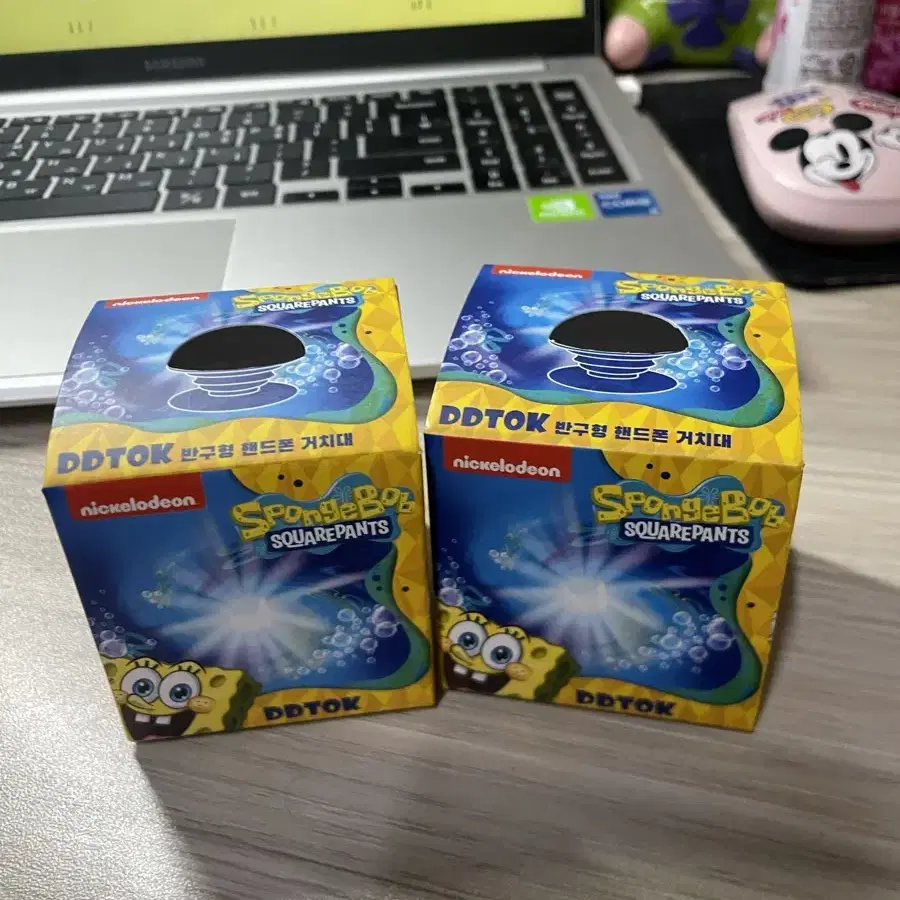 SAMSUNG
nickelodeon
SpongeBob
SQUAREPANTS
DDTOK 반구형 핸드폰 거치대
nickelodeon
SpongeBob
SQUAREPANTS
DDTOK
nickelodeon
SpongeBob
SQUAREPANTS
DDTOK 반구형 핸드폰 거치대
nickelodeon
SpongeBob
SQUAREPANTS
DDTOK